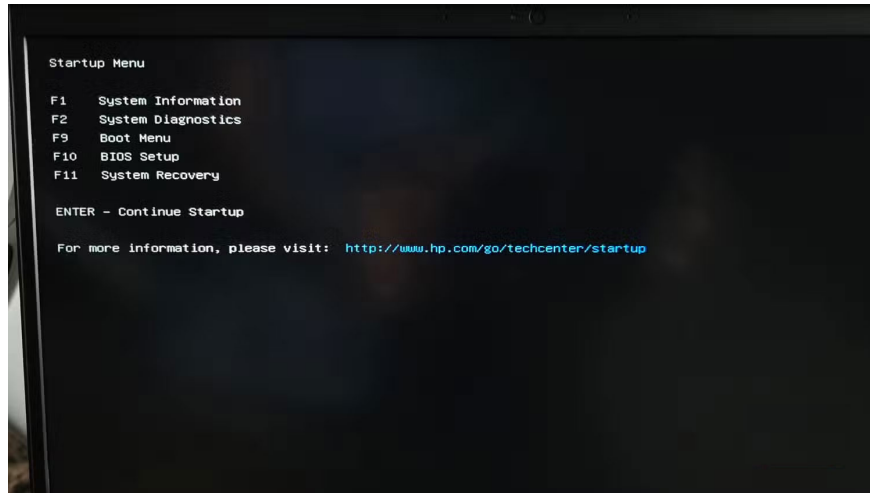 Startup Menu
F1 System Information
F2 System Diagnostics
F9 Boot Menu
F10 BIOS Setup
F11 System Recovery
ENTER – Continue Startup
For more information, please visit: http://www.hp.com/go/techcenter/startup